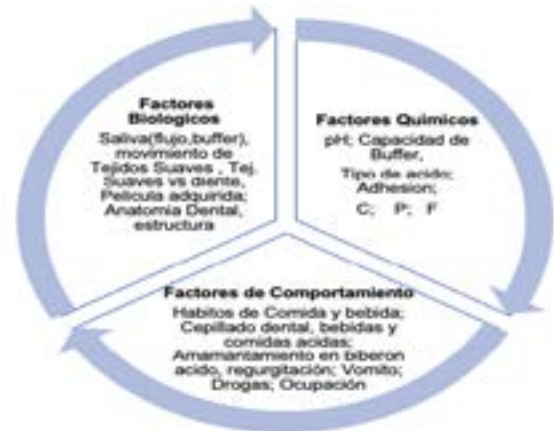 Factores
Biologicos
Saliva(flujo,buffer),
movimiento de
Tejidos Suaves , Tej.
Suaves vs diente,
Pelicula adquirida;
Anatomia Dental,
estructura
Factores Quimicos
pH; Capacidad de
Buffer,
Tipo de acido;
Adhesion;
C; P; F
Factores de Comportamiento
Habitos de Comida y bebida;
Cepillado dental, bebidas y
comidas acidas;
Amamantamiento en biberon
acido, regurgitación; Vomito;
Drogas; Ocupación